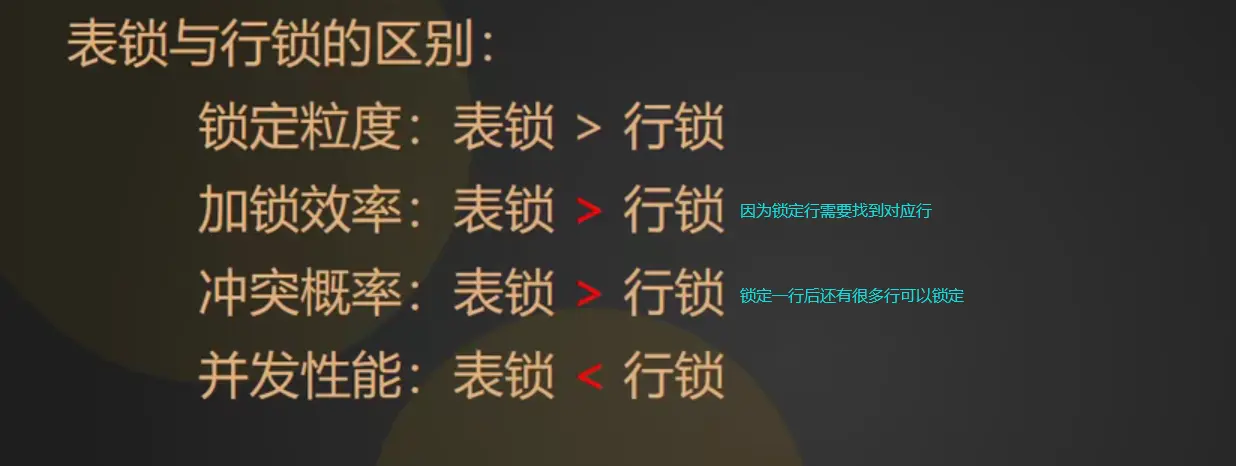 表锁与行锁的区别：
锁定粒度：表锁 > 行锁
加锁效率：表锁 > 行锁 因为锁定行需要找到对应行
冲突概率：表锁 > 行锁 锁定一行后还有很多行可以锁定
并发性能：表锁 < 行锁